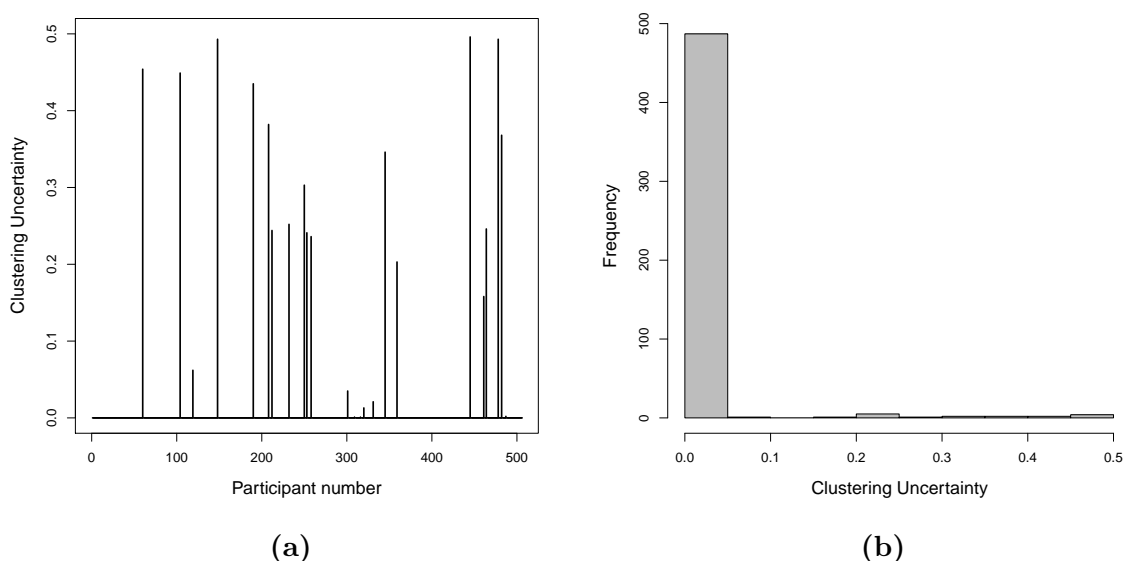 Clustering Uncertainty
0.5
0.4
0.3
0.2
0.1
0.0
0 100 200 300 400 500
Participant number
(a)
Frequency
500
400
300
200
100
0
0.0 0.1 0.2 0.3 0.4 0.5
Clustering Uncertainty
(b)